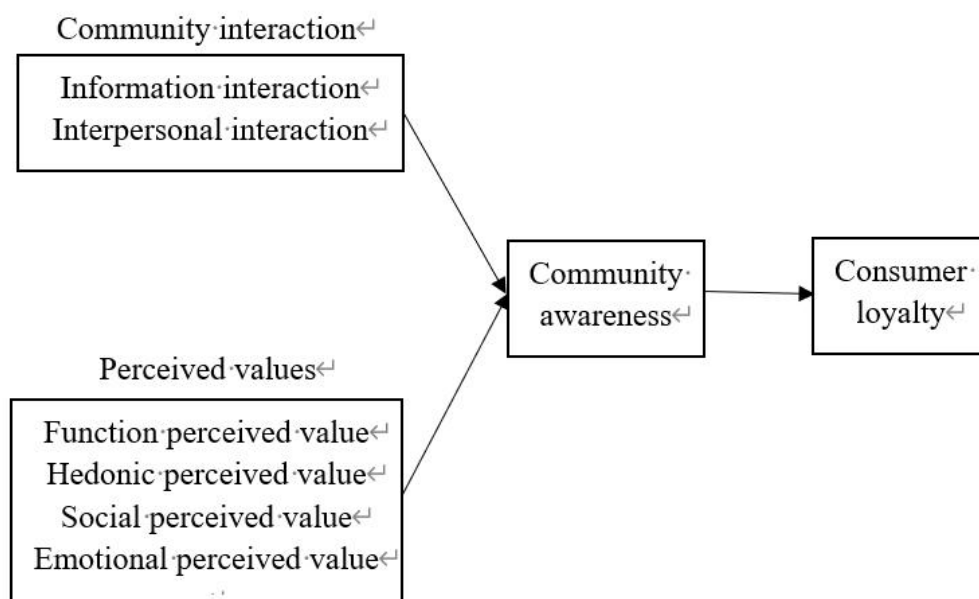 Community interaction
Information interaction
Interpersonal interaction
Community
awareness
Consumer
loyalty
Perceived values
Function perceived value
Hedonic perceived value
Social perceived value
Emotional perceived value